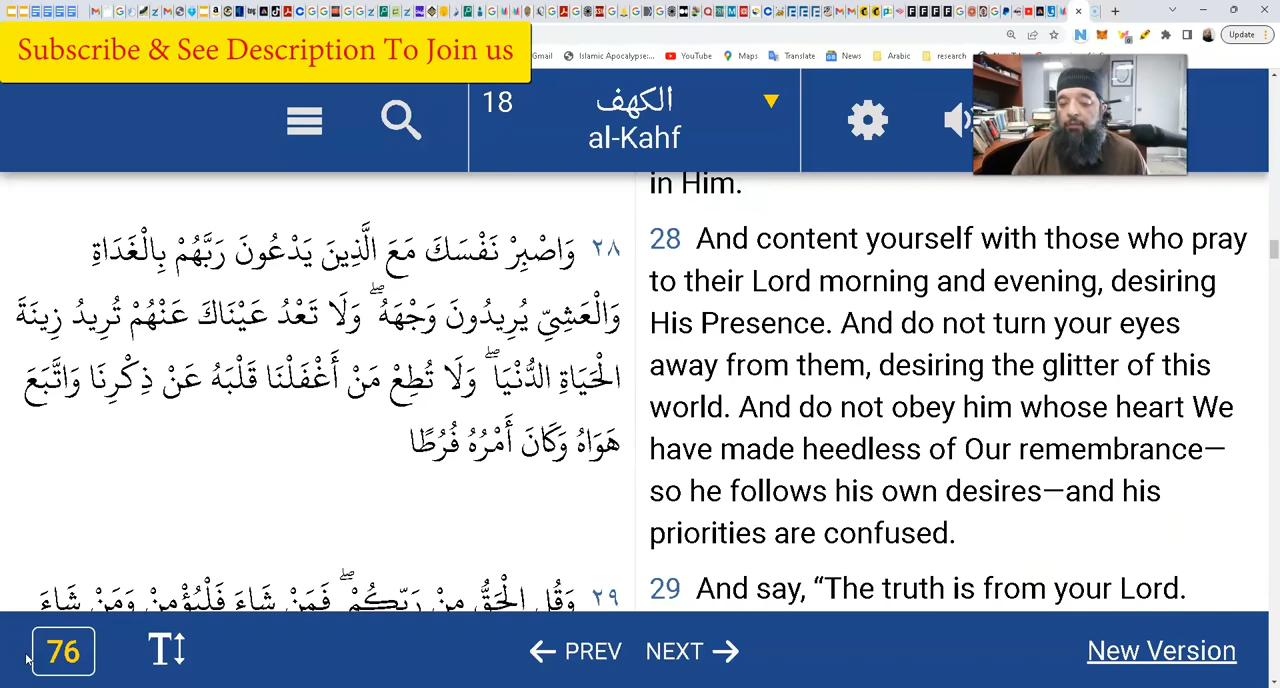 Subscribe & See Description To Join us
Update
Gmail
Islamic Apocalypse:...
YouTube
Maps
Translate
News
Arabic
research
18
الكهف
al-Kahf
in Him.
٢٨ وَاصْبِرْ نَفْسَكَ مَعَ الَّذِينَ يَدْعُونَ رَبَّهُمْ بِالْغَدَاةِ
وَالْعَشِيِّ يُرِيدُونَ وَجْهَهُ ۖ وَلَا تَعْدُ عَيْنَاكَ عَنْهُمْ تُرِيدُ زِينَةَ
الْحَيَاةِ الدُّنْيَا ۖ وَلَا تُطِعْ مَنْ أَغْفَلْنَا قَلْبَهُ عَنْ ذِكْرِنَا وَاتَّبَعَ
هَوَاهُ وَكَانَ أَمْرُهُ فُرُطًا
٢٩ وَقُلِ الْحَقُّ مِنْ رَبِّكُمْ ۖ فَمَنْ شَاءَ فَلْيُؤْمِنْ وَمَنْ شَاءَ
28 And content yourself with those who pray
to their Lord morning and evening, desiring
His Presence. And do not turn your eyes
away from them, desiring the glitter of this
world. And do not obey him whose heart We
have made heedless of Our remembrance—
so he follows his own desires—and his
priorities are confused.
29 And say, “The truth is from your Lord.
76
T
PREV
NEXT
New Version